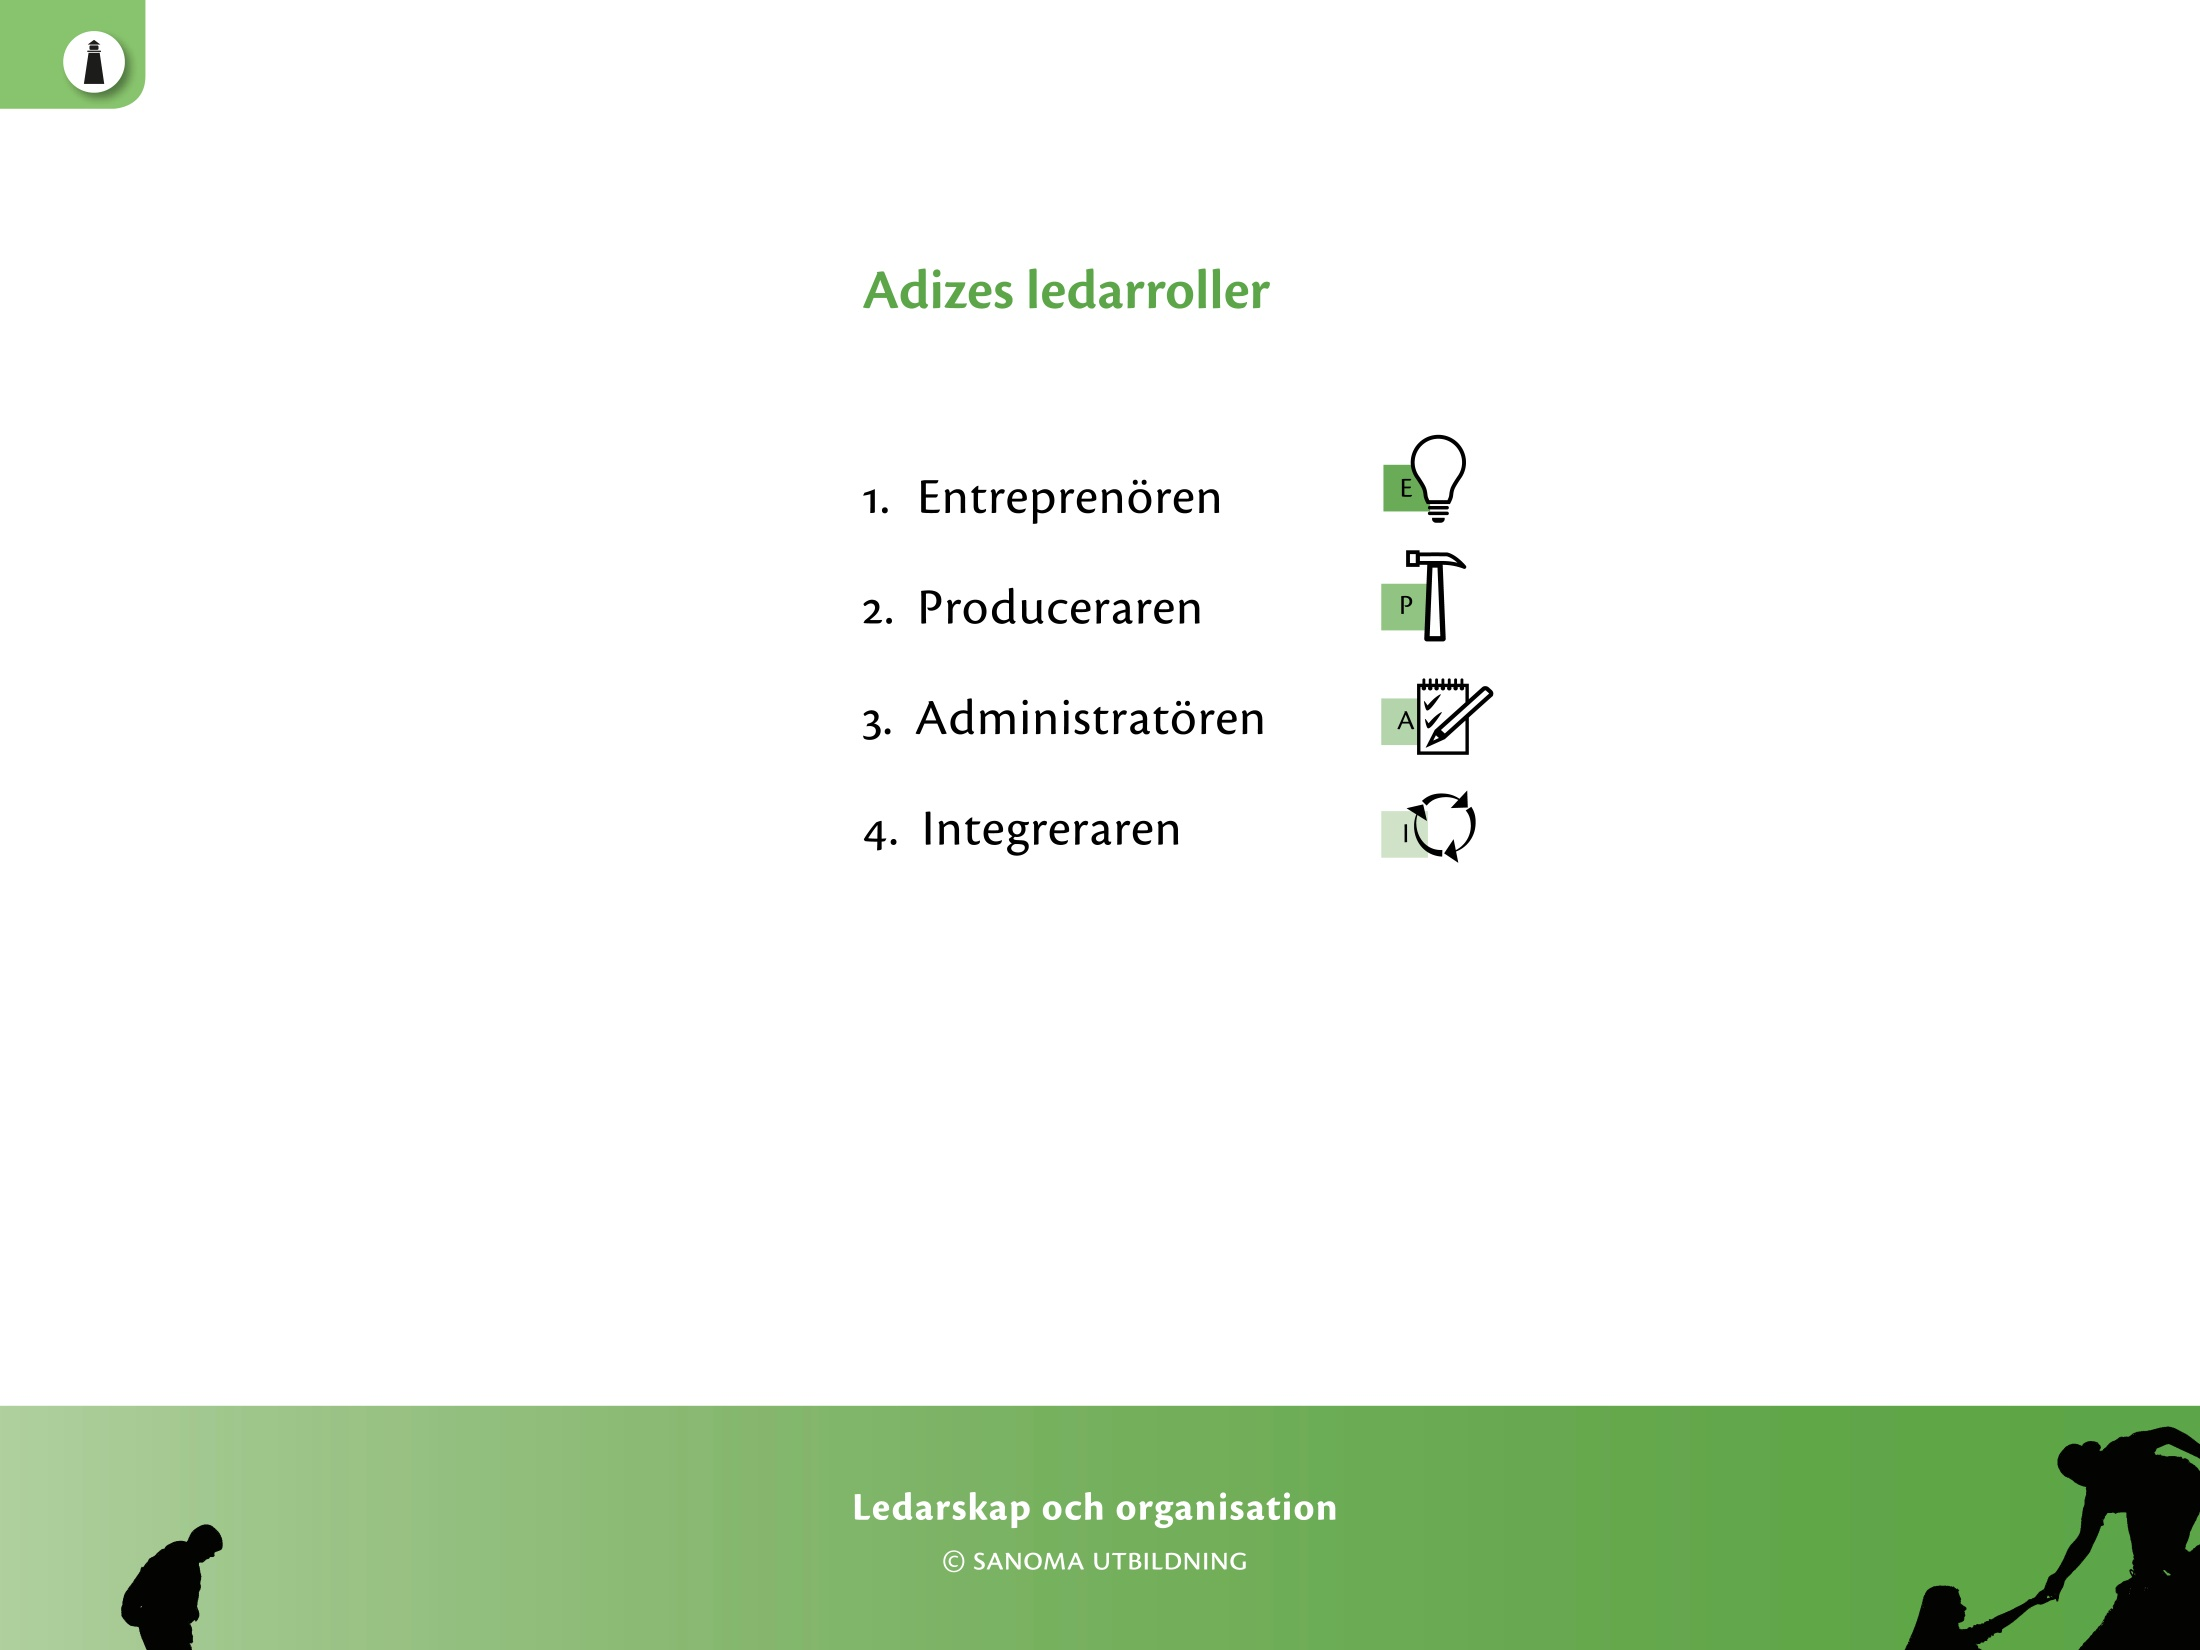 Adizes ledarroller
1. Entreprenören
E
2. Produceraren
P
3. Administratören
A
4. Integreraren
I
Ledarskap och organisation
© SANOMA UTBILDNING